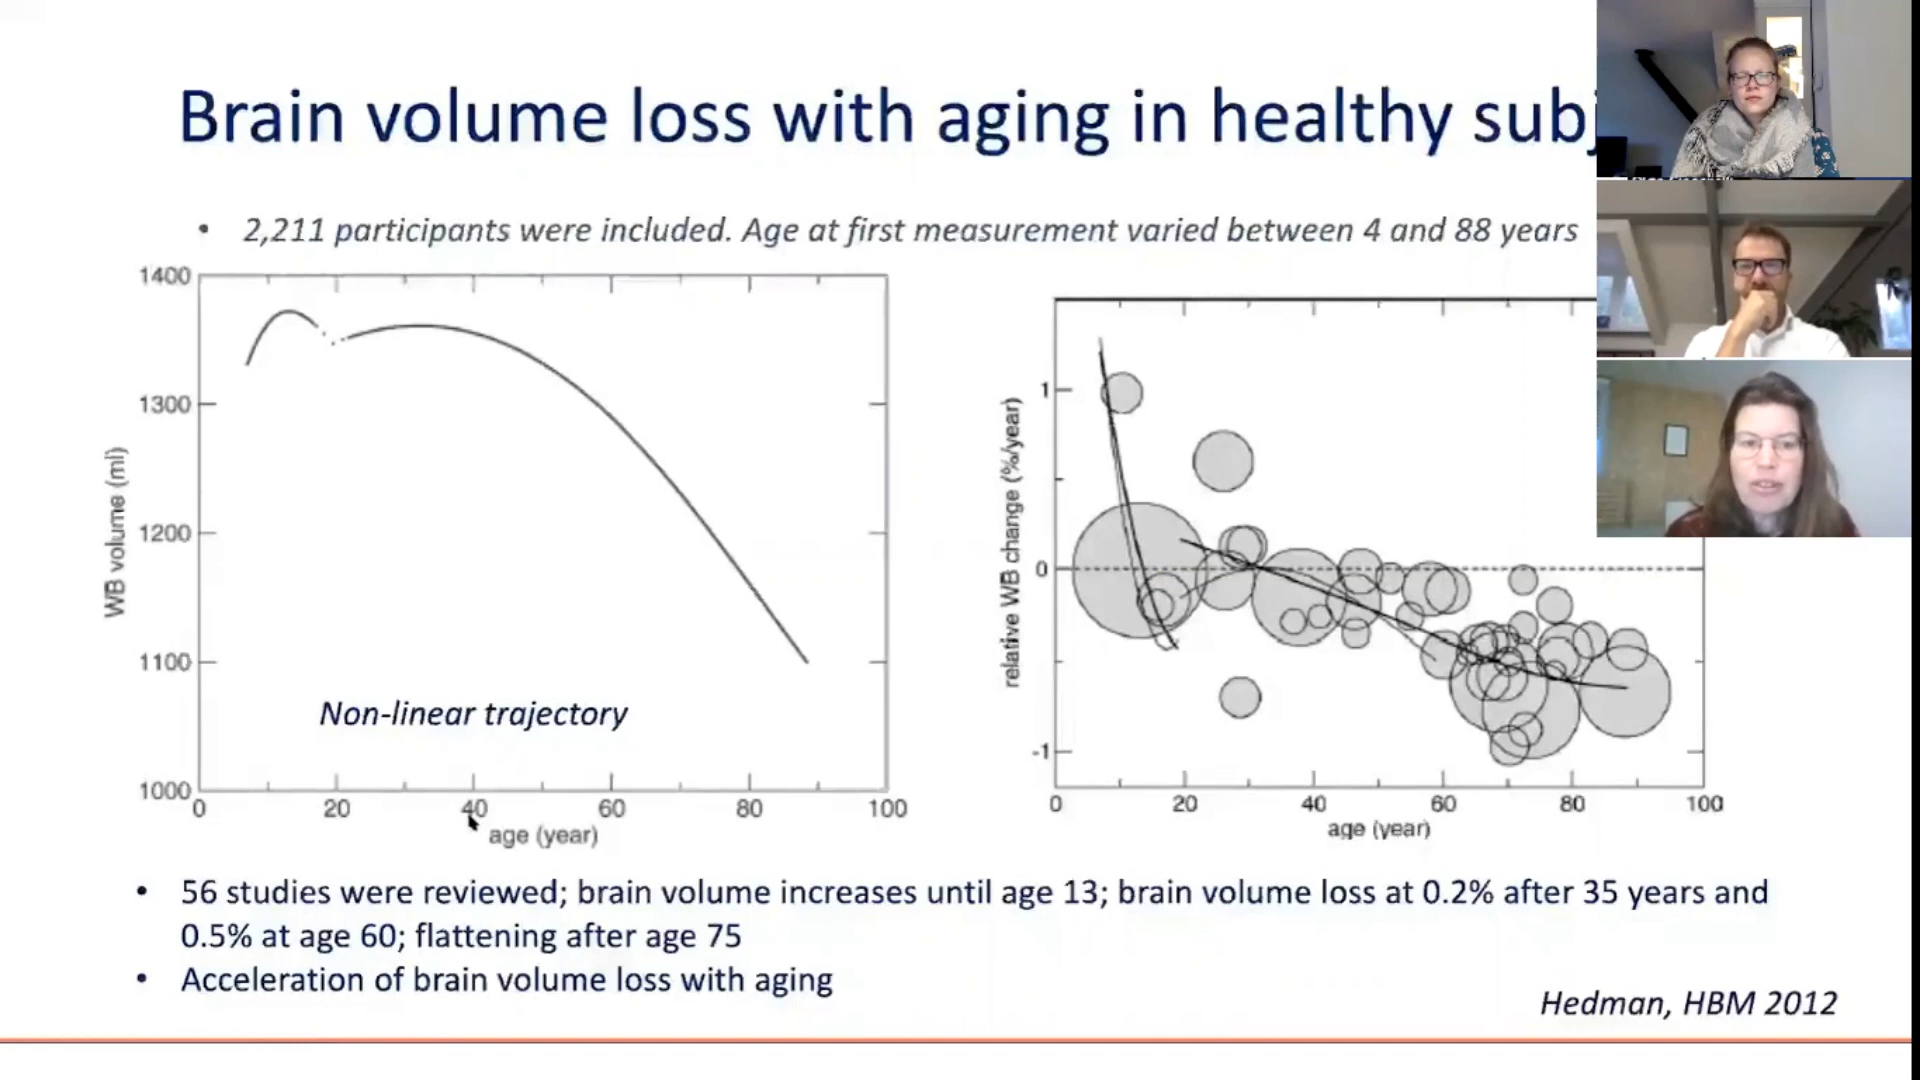 Brain volume loss with aging in healthy subj
• 2,211 participants were included. Age at first measurement varied between 4 and 88 years
1400
1300
1200
1100
1000
WB volume (ml)
Non-linear trajectory
0 20 40 60 80 100
age (year)
1
0
-1
relative WB change (%/year)
0 20 40 60 80 100
age (year)
• 56 studies were reviewed; brain volume increases until age 13; brain volume loss at 0.2% after 35 years and
0.5% at age 60; flattening after age 75
• Acceleration of brain volume loss with aging
Hedman, HBM 2012